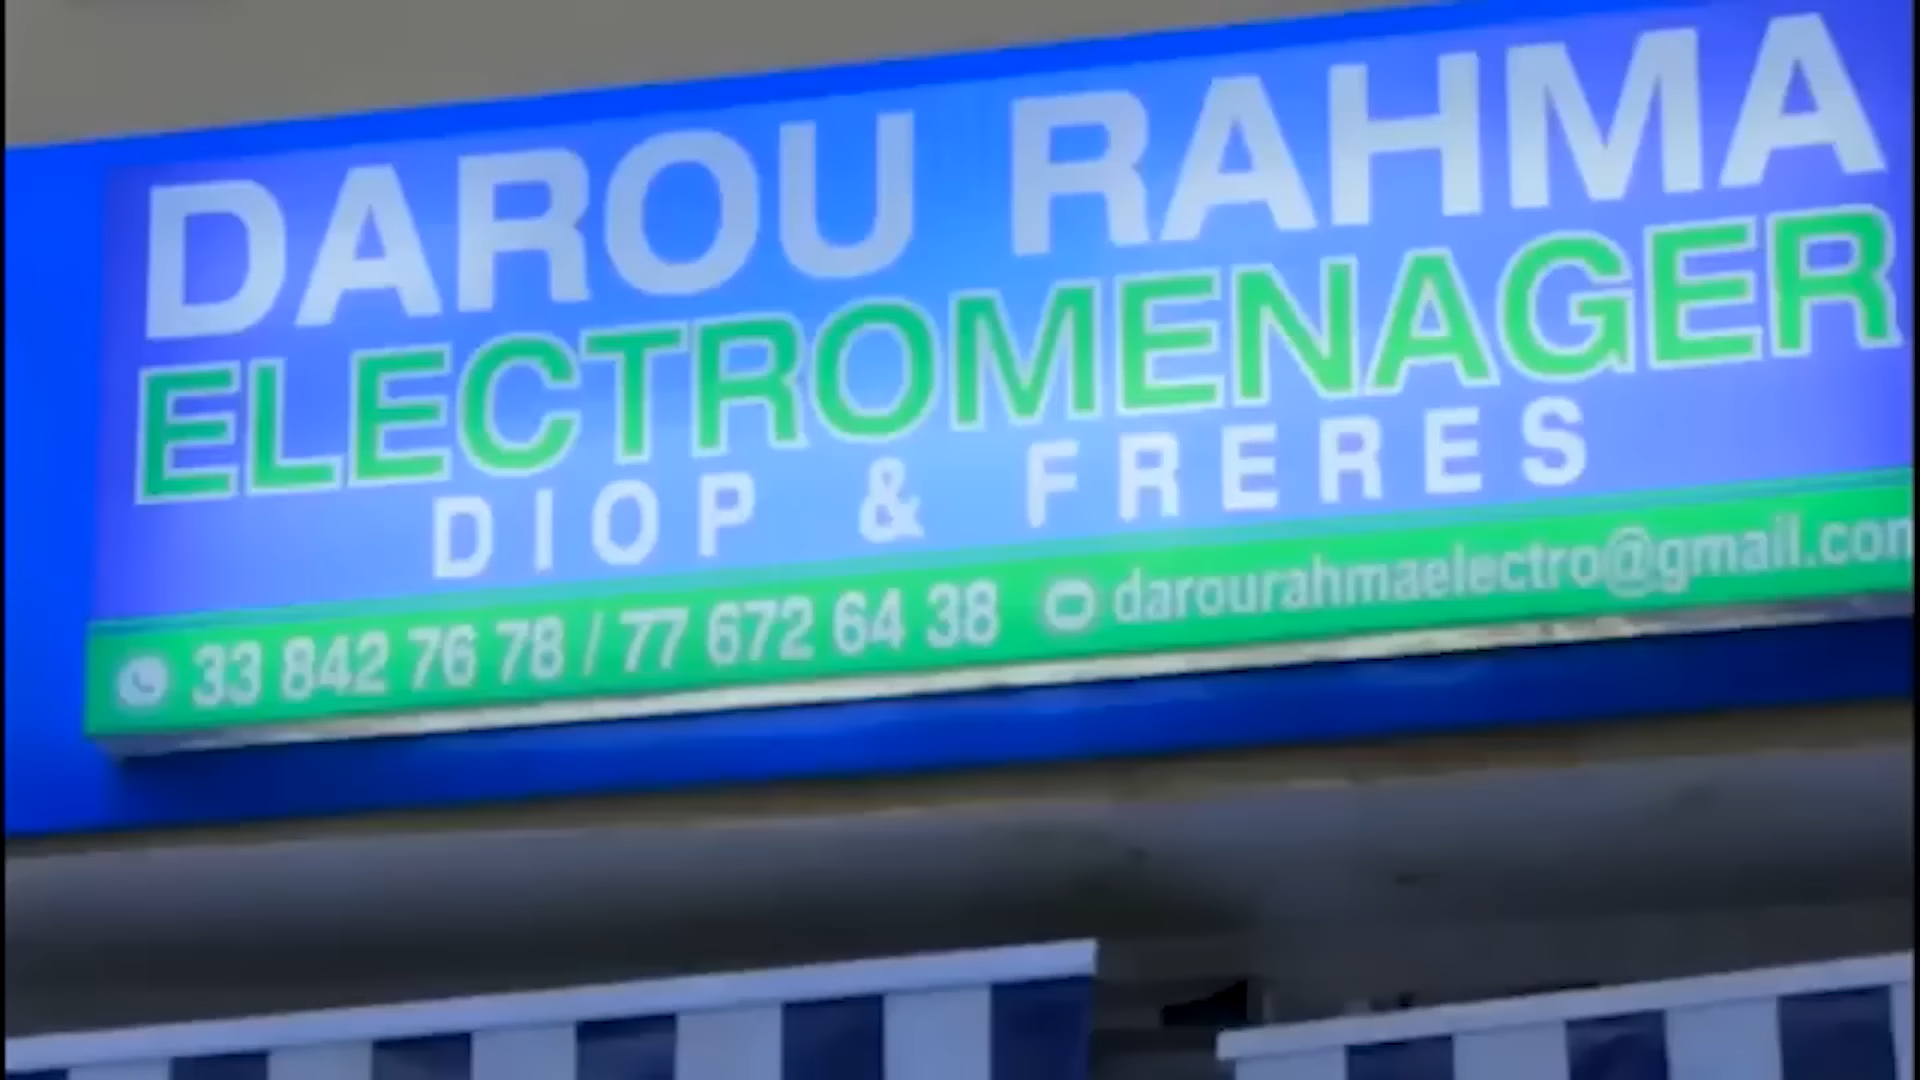 DAROU RAHMA
ELECTROMENAGER
DIOP & FRERES
33 842 76 78 / 77 672 64 38 darourahmaelectro@gmail.com